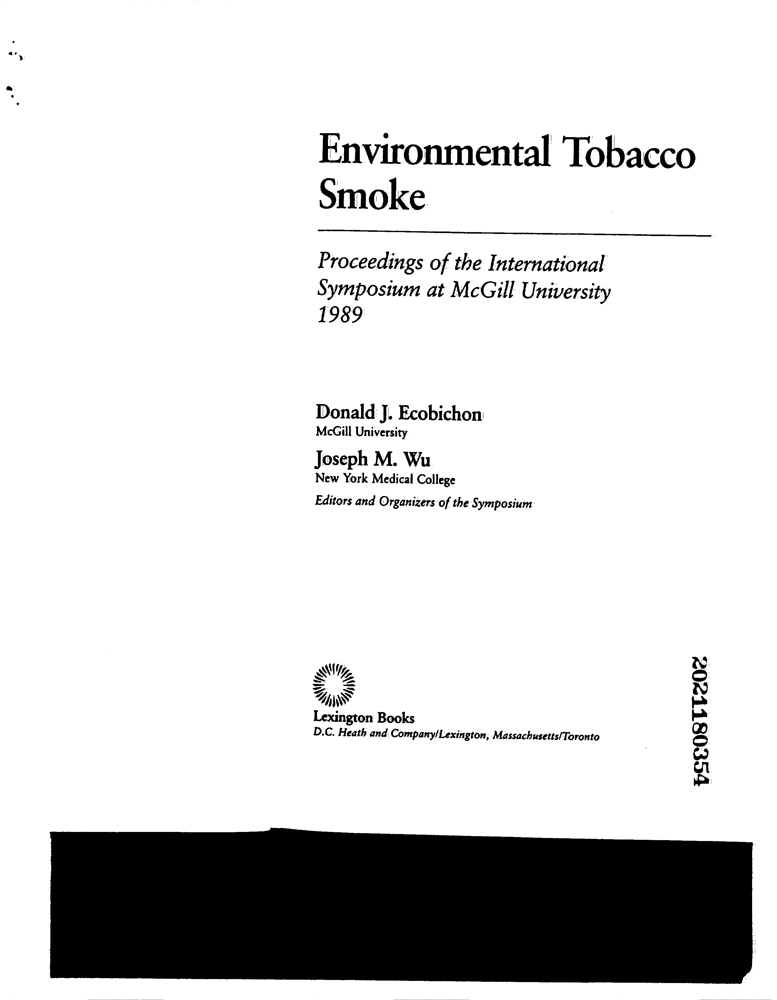 Environmental Tobacco
Smoke
Proceedings of the International
Symposium at McGill University
1989
Donald J. Ecobichon
McGill University
Joseph M. Wu
New York Medical College
Editors and Organizers of the Symposium
Lexington Books
D.C. Heath and Company/Lexington, Massachusetts/Toronto
2021180354